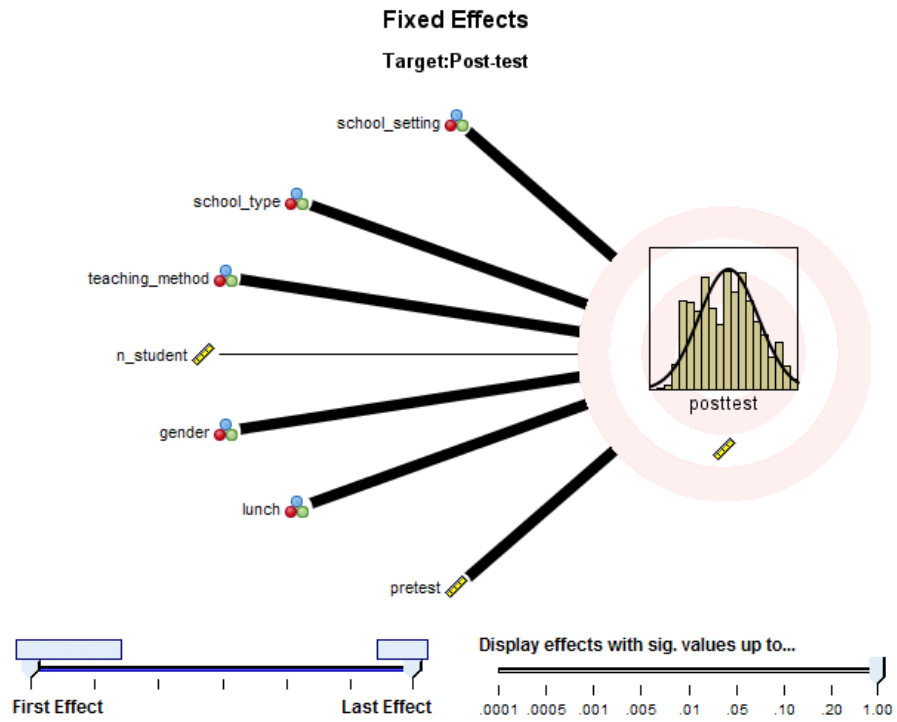 Fixed Effects
Target:Post-test
school_setting
school_type
teaching_method
n_student
gender
lunch
pretest
posttest
Display effects with sig. values up to...
First Effect Last Effect
.0001 .0005 .001 .005 .01 .05 .10 .20 1.00